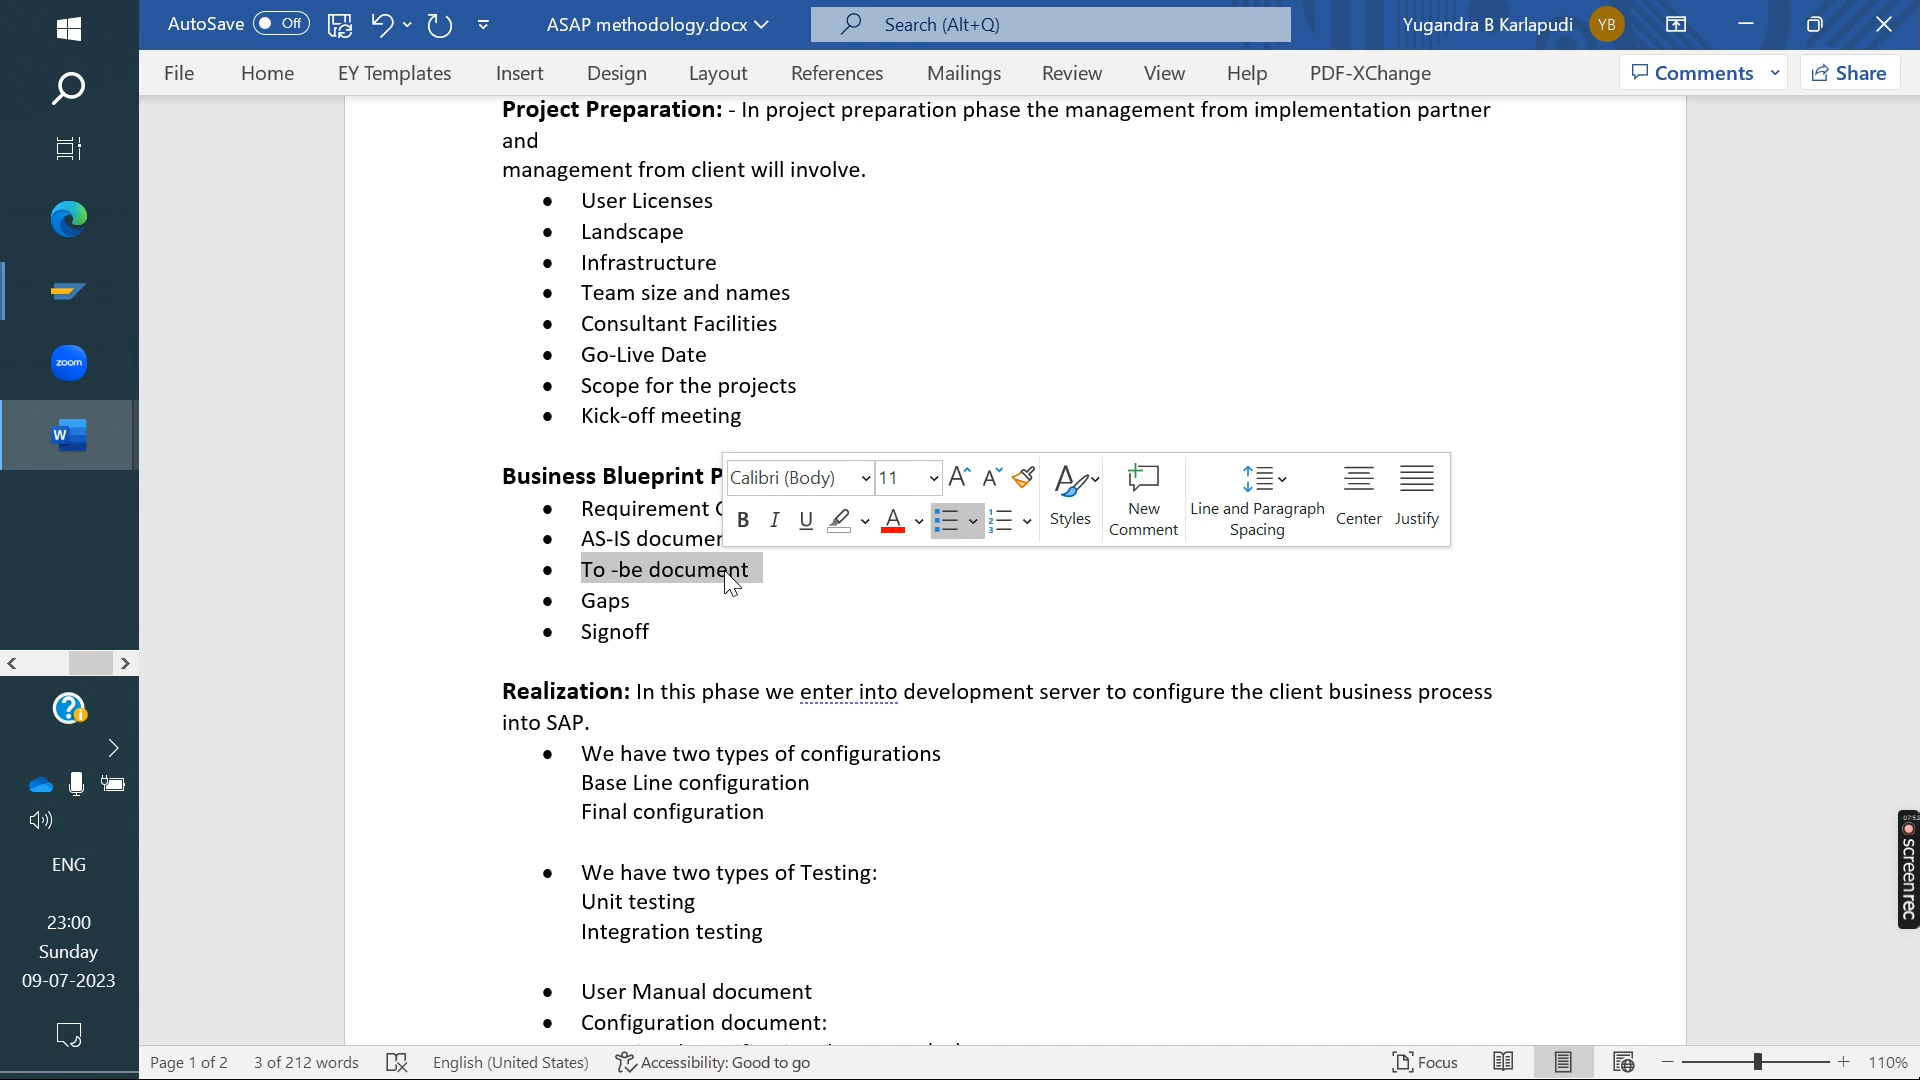 AutoSave Off ASAP methodology.docx Search (Alt+Q) Yugandra B Karlapudi YB
File Home EY Templates Insert Design Layout References Mailings Review View Help PDF-XChange Comments Share
Project Preparation: - In project preparation phase the management from implementation partner
and
management from client will involve.
• User Licenses
• Landscape
• Infrastructure
• Team size and names
• Consultant Facilities
• Go-Live Date
• Scope for the projects
• Kick-off meeting
Business Blueprint P
• Requirement
• AS-IS documen
• To -be document
• Gaps
• Signoff
Calibri (Body) 11
B I U A Styles
New
Comment
Line and Paragraph
Spacing
Center Justify
Realization: In this phase we enter into development server to configure the client business process
into SAP.
• We have two types of configurations
Base Line configuration
Final configuration
• We have two types of Testing:
Unit testing
Integration testing
• User Manual document
• Configuration document:
zoom
W
ENG
23:00
Sunday
09-07-2023
screenrec
Page 1 of 2 3 of 212 words English (United States) Accessibility: Good to go Focus 110%